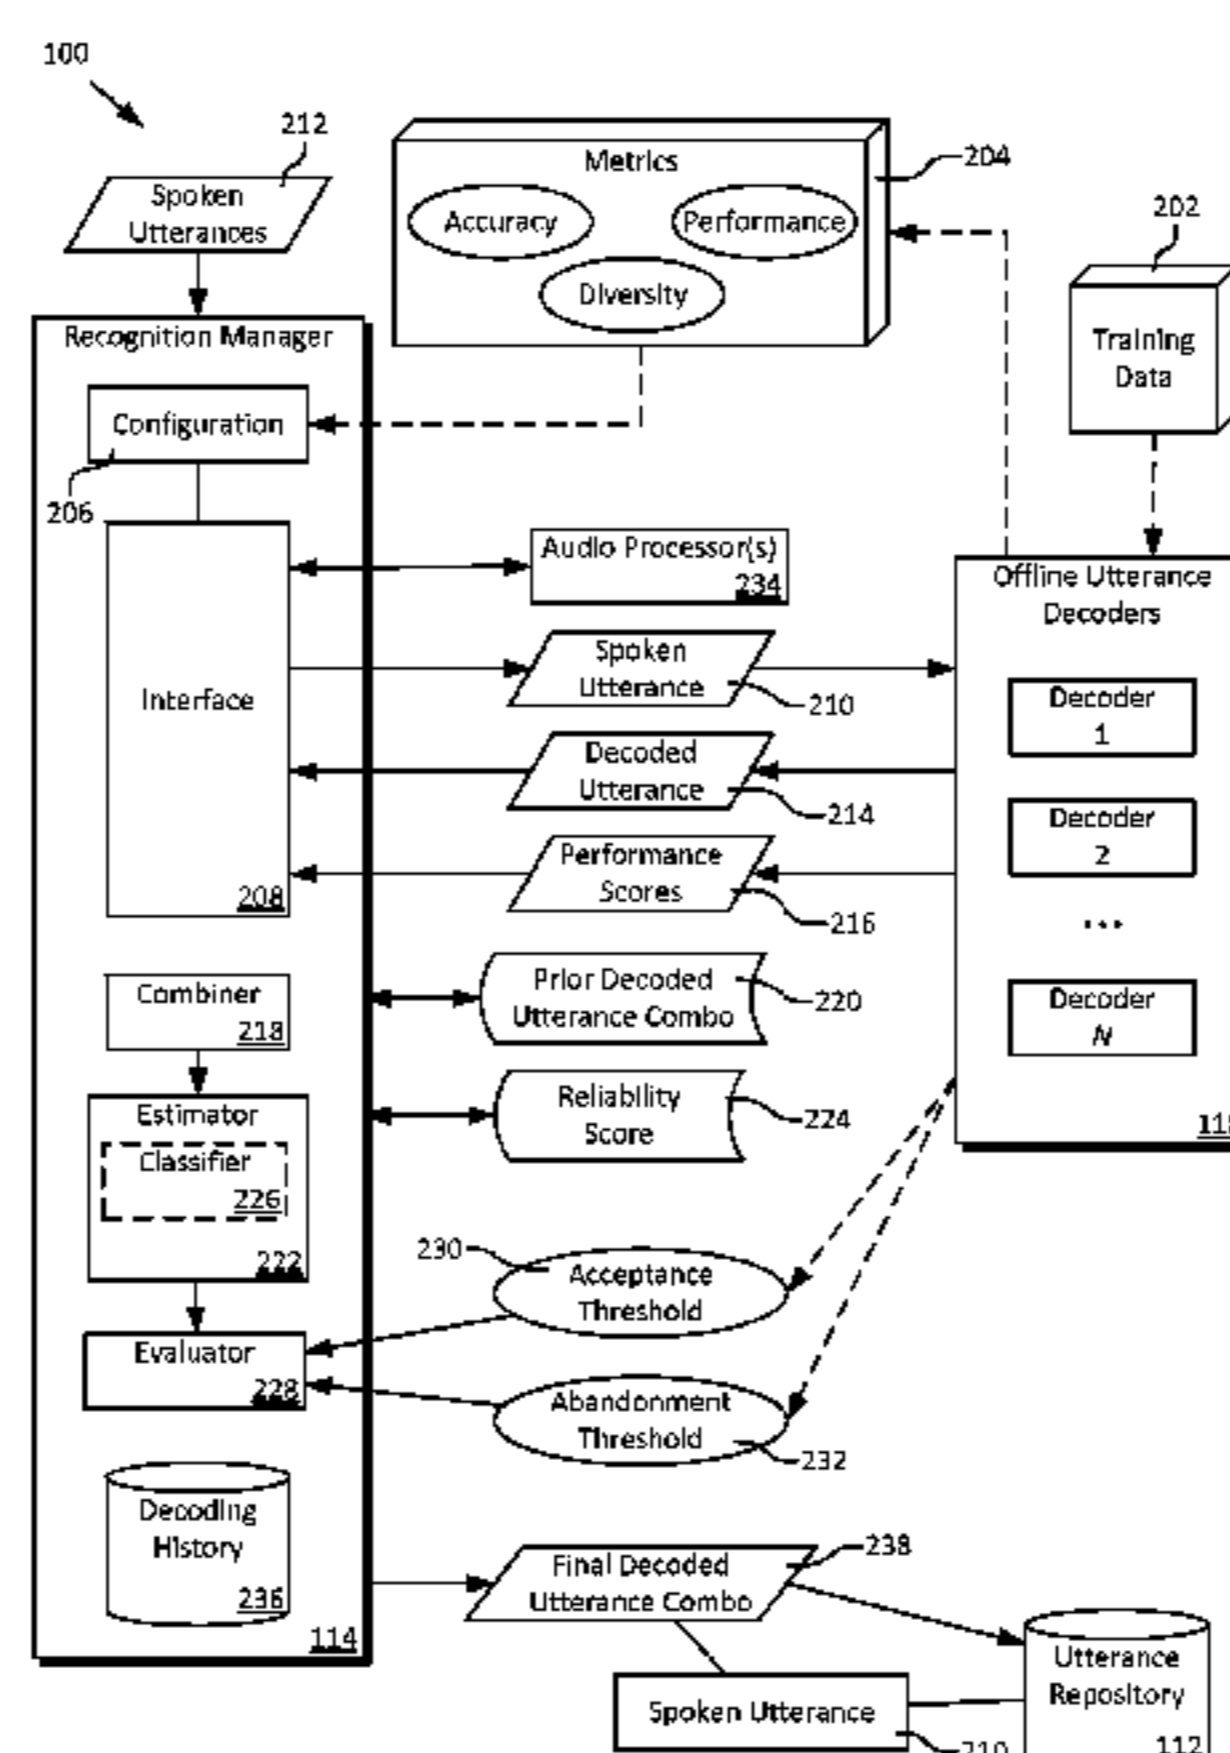 100
212
Spoken
Utterances
Metrics
204
Accuracy
Performance
Diversity
202
Training
Data
Recognition Manager
Configuration
206
Audio Processor(s)
234
Offline Utterance
Decoders
Interface
208
Spoken
Utterance
210
Decoder
1
Decoded
Utterance
214
Decoder
2
Performance
Scores
216
...
Decoder
N
Combiner
218
Prior Decoded
Utterance Combo
220
Estimator
Classifier
226
222
Reliability
Score
224
230
Acceptance
Threshold
Evaluator
228
Abandonment
Threshold
232
Decoding
History
236
114
Final Decoded
Utterance Combo
238
Spoken Utterance
210
Utterance
Repository
112